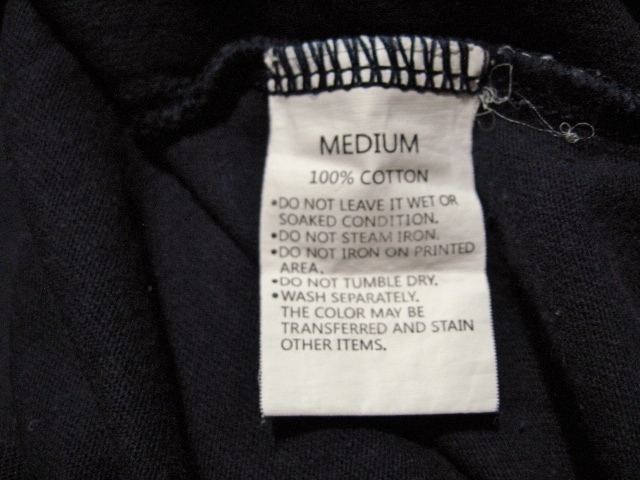 MEDIUM
100% COTTON
•DO NOT LEAVE IT WET OR
SOAKED CONDITION.
•DO NOT STEAM IRON.
•DO NOT IRON ON PRINTED
AREA.
•DO NOT TUMBLE DRY.
•WASH SEPARATELY.
THE COLOR MAY BE
TRANSFERRED AND STAIN
OTHER ITEMS.